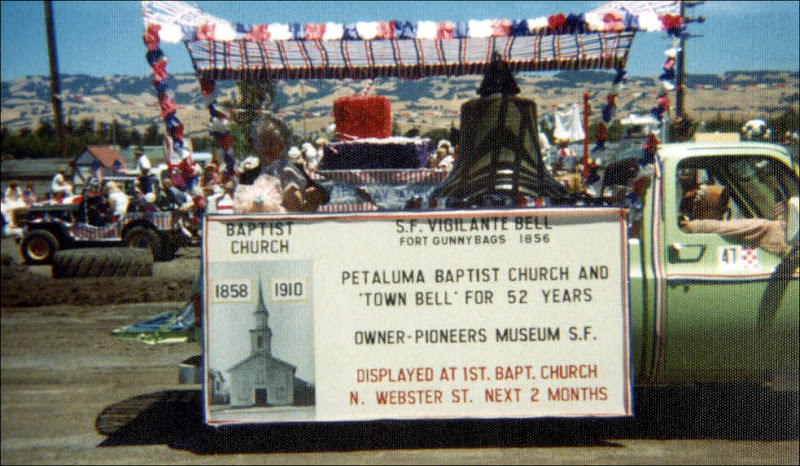 BAPTIST
CHURCH
1858 1910
S.F. VIGILANTE BELL
FORT GUNNYBAGS 1856
PETALUMA BAPTIST CHURCH AND
'TOWN BELL' FOR 52 YEARS
OWNER-PIONEERS MUSEUM S.F.
DISPLAYED AT 1ST. BAPT. CHURCH
N. WEBSTER ST. NEXT 2 MONTHS
4T